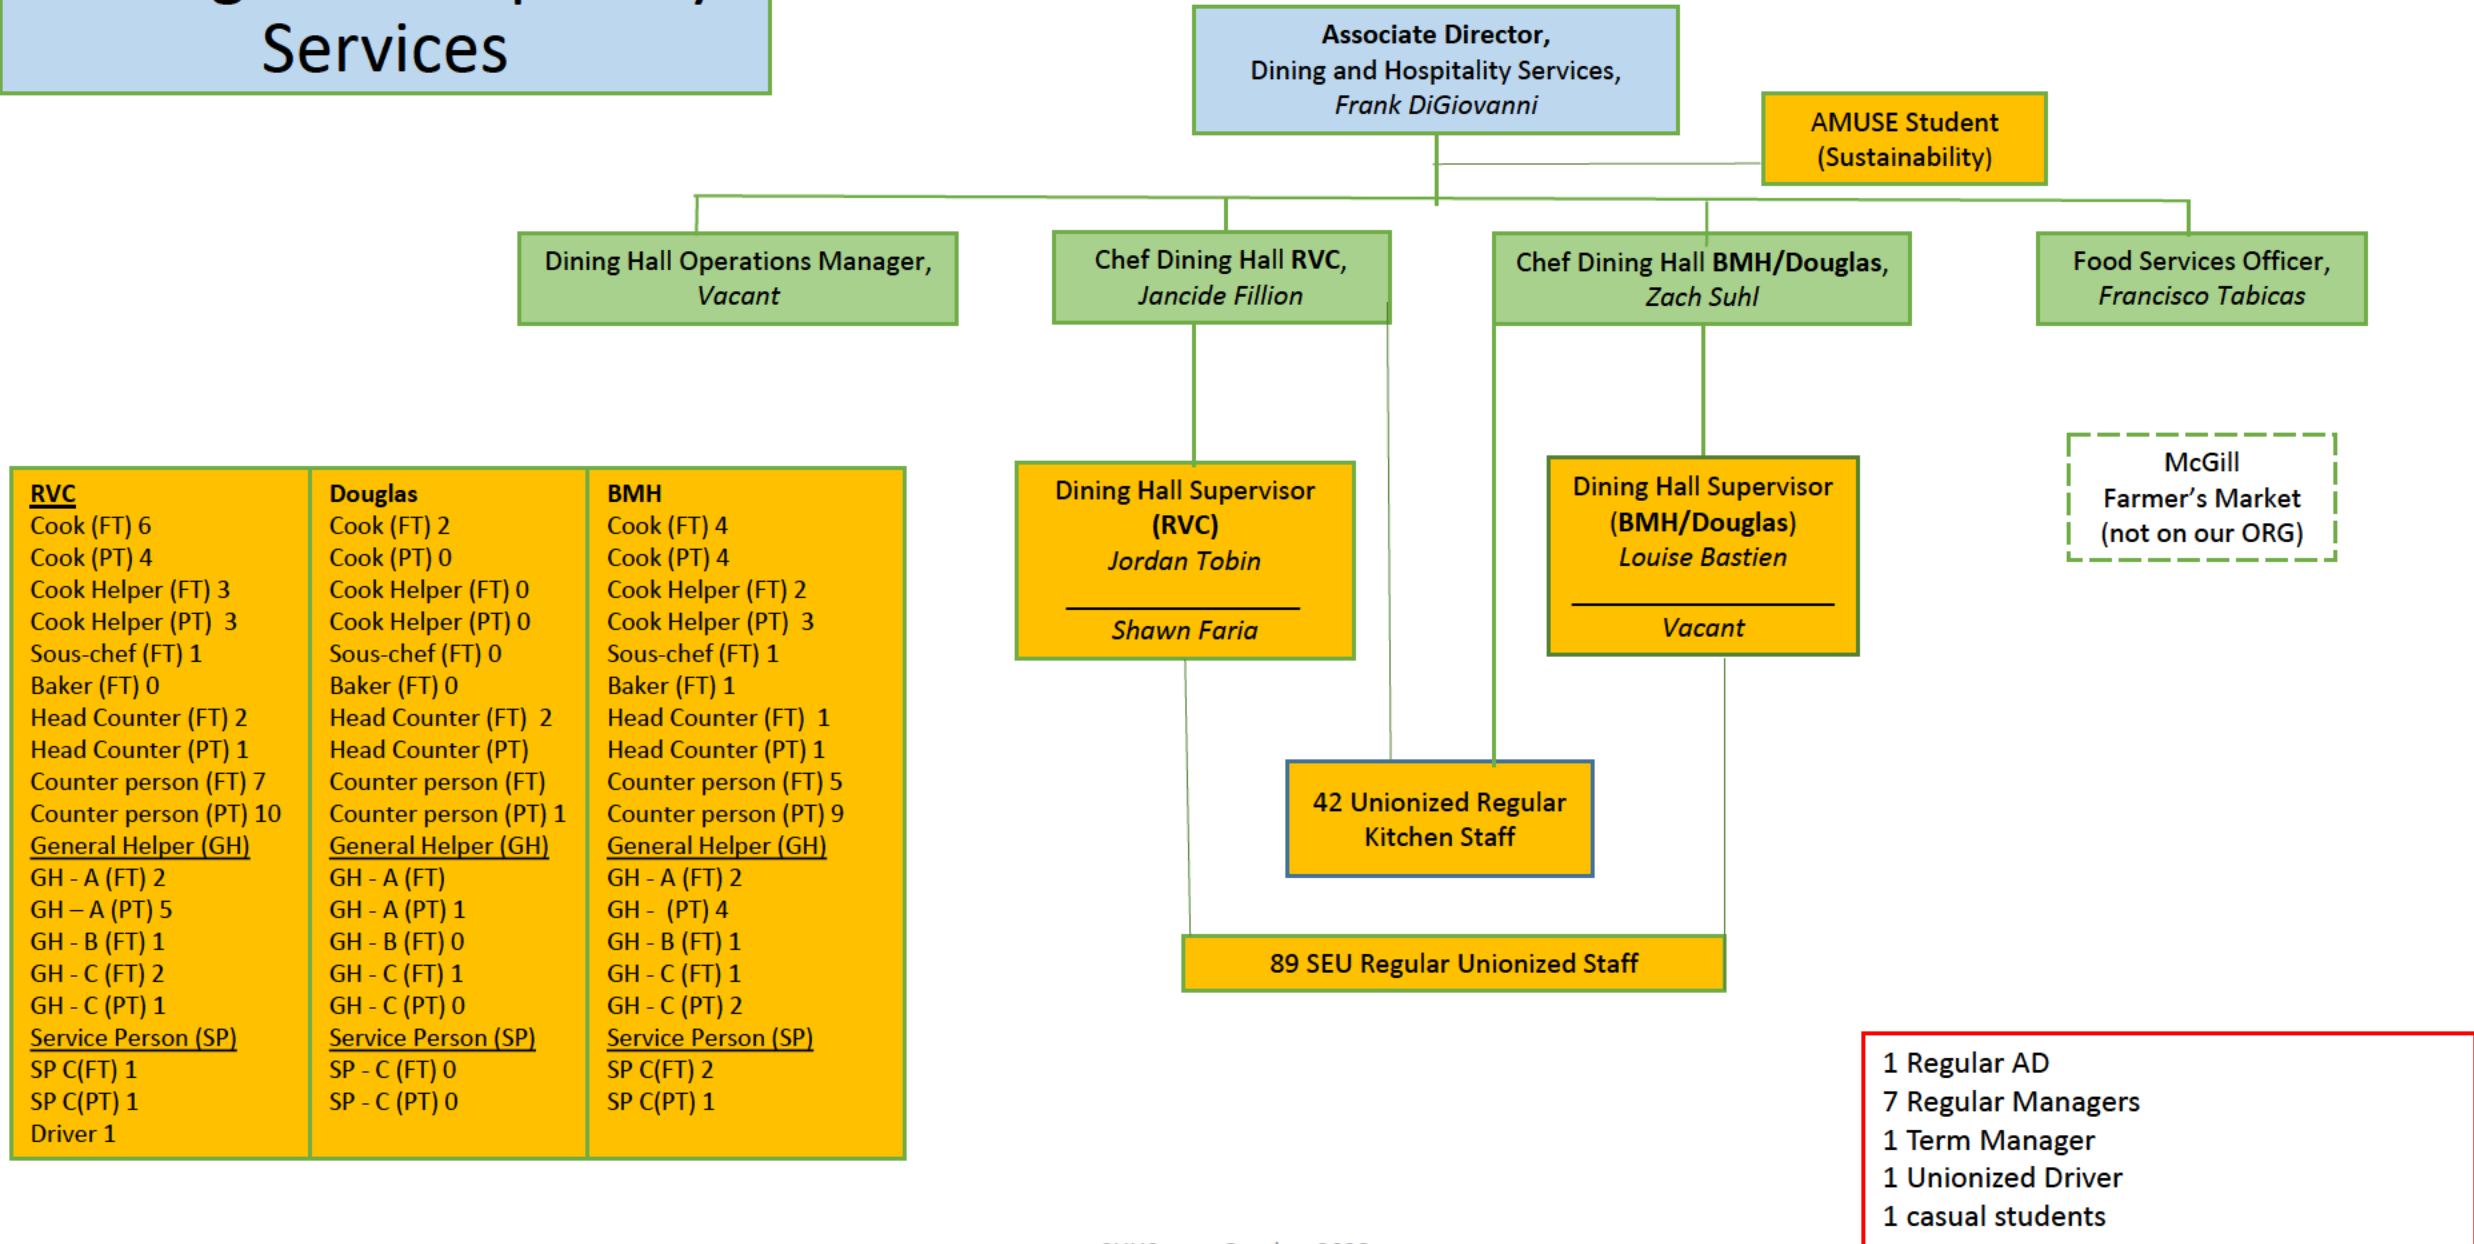 Services
Associate Director,
Dining and Hospitality Services,
Frank DiGiovanni
AMUSE Student
(Sustainability)
Dining Hall Operations Manager,
Vacant
Chef Dining Hall RVC,
Jancide Fillion
Chef Dining Hall BMH/Douglas,
Zach Suhl
Food Services Officer,
Francisco Tabicas
Dining Hall Supervisor
(RVC)
Jordan Tobin
Shawn Faria
Dining Hall Supervisor
(BMH/Douglas)
Louise Bastien
Vacant
McGill
Farmer's Market
(not on our ORG)
RVC
Cook (FT) 6
Cook (PT) 4
Cook Helper (FT) 3
Cook Helper (PT)  3
Sous-chef (FT) 1
Baker (FT) 0
Head Counter (FT) 2
Head Counter (PT) 1
Counter person (FT) 7
Counter person (PT) 10
General Helper (GH)
GH - A (FT) 2
GH – A (PT) 5
GH - B (FT) 1
GH - C (FT) 2
GH - C (PT) 1
Service Person (SP)
SP C(FT) 1
SP C(PT) 1
Driver 1
Douglas
Cook (FT) 2
Cook (PT) 0
Cook Helper (FT) 0
Cook Helper (PT) 0
Sous-chef (FT) 0
Baker (FT) 0
Head Counter (FT)  2
Head Counter (PT)
Counter person (FT)
Counter person (PT) 1
General Helper (GH)
GH - A (FT)
GH - A (PT) 1
GH - B (FT) 0
GH - C (FT) 1
GH - C (PT) 0
Service Person (SP)
SP - C (FT) 0
SP - C (PT) 0
BMH
Cook (FT) 4
Cook (PT) 4
Cook Helper (FT) 2
Cook Helper (PT)  3
Sous-chef (FT) 1
Baker (FT) 1
Head Counter (FT)  1
Head Counter (PT) 1
Counter person (FT) 5
Counter person (PT) 9
General Helper (GH)
GH - A (FT) 2
GH -  (PT) 4
GH - B (FT) 1
GH - C (FT) 1
GH - C (PT) 2
Service Person (SP)
SP C(FT) 2
SP C(PT) 1
42 Unionized Regular
Kitchen Staff
89 SEU Regular Unionized Staff
1 Regular AD
7 Regular Managers
1 Term Manager
1 Unionized Driver
1 casual students